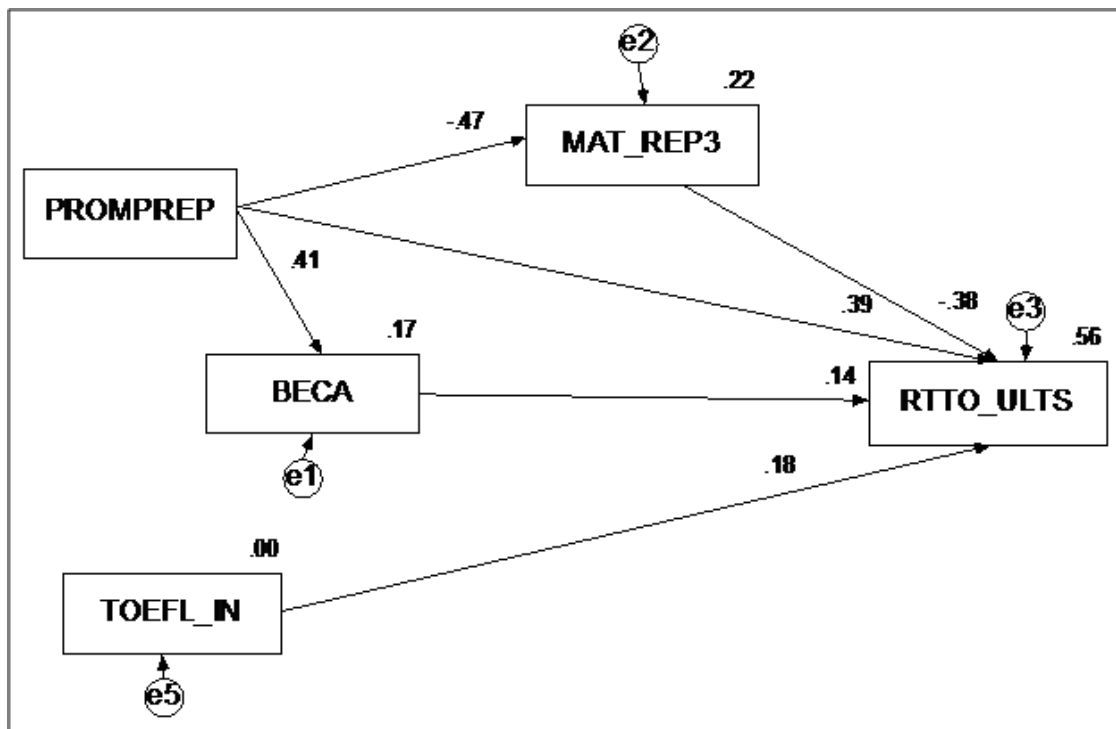 e2
.22
-.47
MAT_REP3
PROMPREP
.41
.39
-.38
e3
.17
.56
BECA
.14
RTTO_ULTS
e1
.18
.00
TOEFL_IN
e5